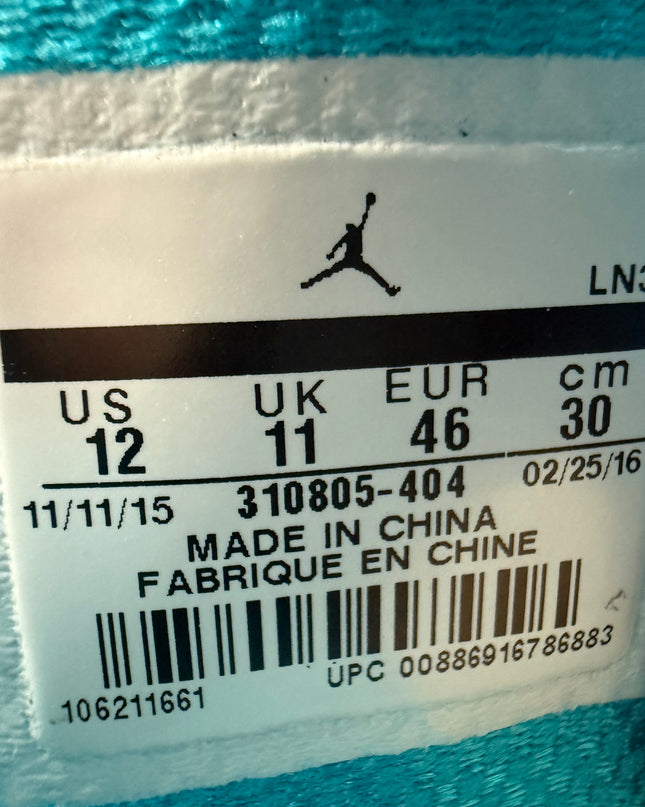 LN3
US UK EUR cm
12 11 46 30
11/11/15 310805-404 02/25/16
MADE IN CHINA
FABRIQUE EN CHINE
106211661 UPC 00886916786883